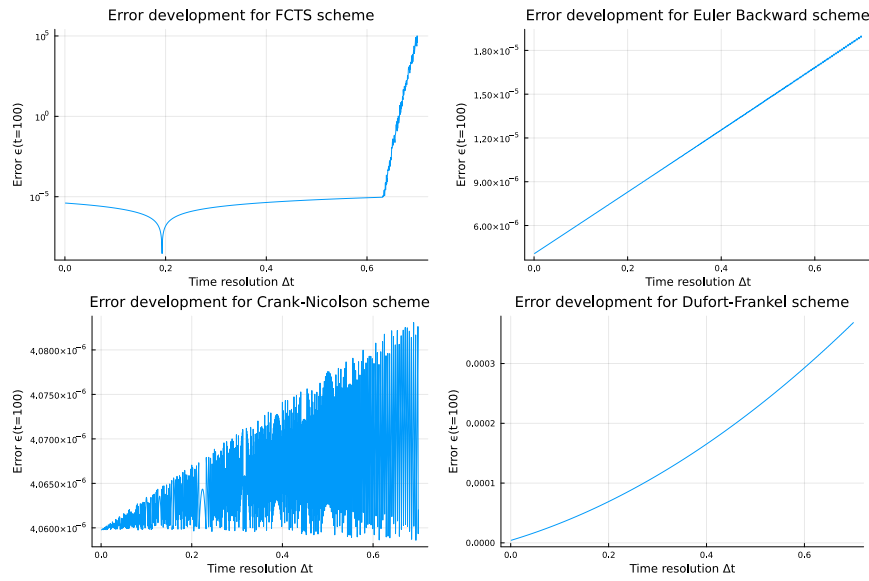 Error development for FCTS scheme
Error ϵ(t=100)
10⁵
10⁰
10⁻⁵
0.0 0.2 0.4 0.6
Time resolution Δt
Error development for Euler Backward scheme
Error ϵ(t=100)
1.80×10⁻⁵
1.50×10⁻⁵
1.20×10⁻⁵
9.00×10⁻⁶
6.00×10⁻⁶
0.0 0.2 0.4 0.6
Time resolution Δt
Error development for Crank-Nicolson scheme
Error ϵ(t=100)
4.0800×10⁻⁶
4.0750×10⁻⁶
4.0700×10⁻⁶
4.0650×10⁻⁶
4.0600×10⁻⁶
0.0 0.2 0.4 0.6
Time resolution Δt
Error development for Dufort-Frankel scheme
Error ϵ(t=100)
0.0003
0.0002
0.0001
0.0000
0.0 0.2 0.4 0.6
Time resolution Δt